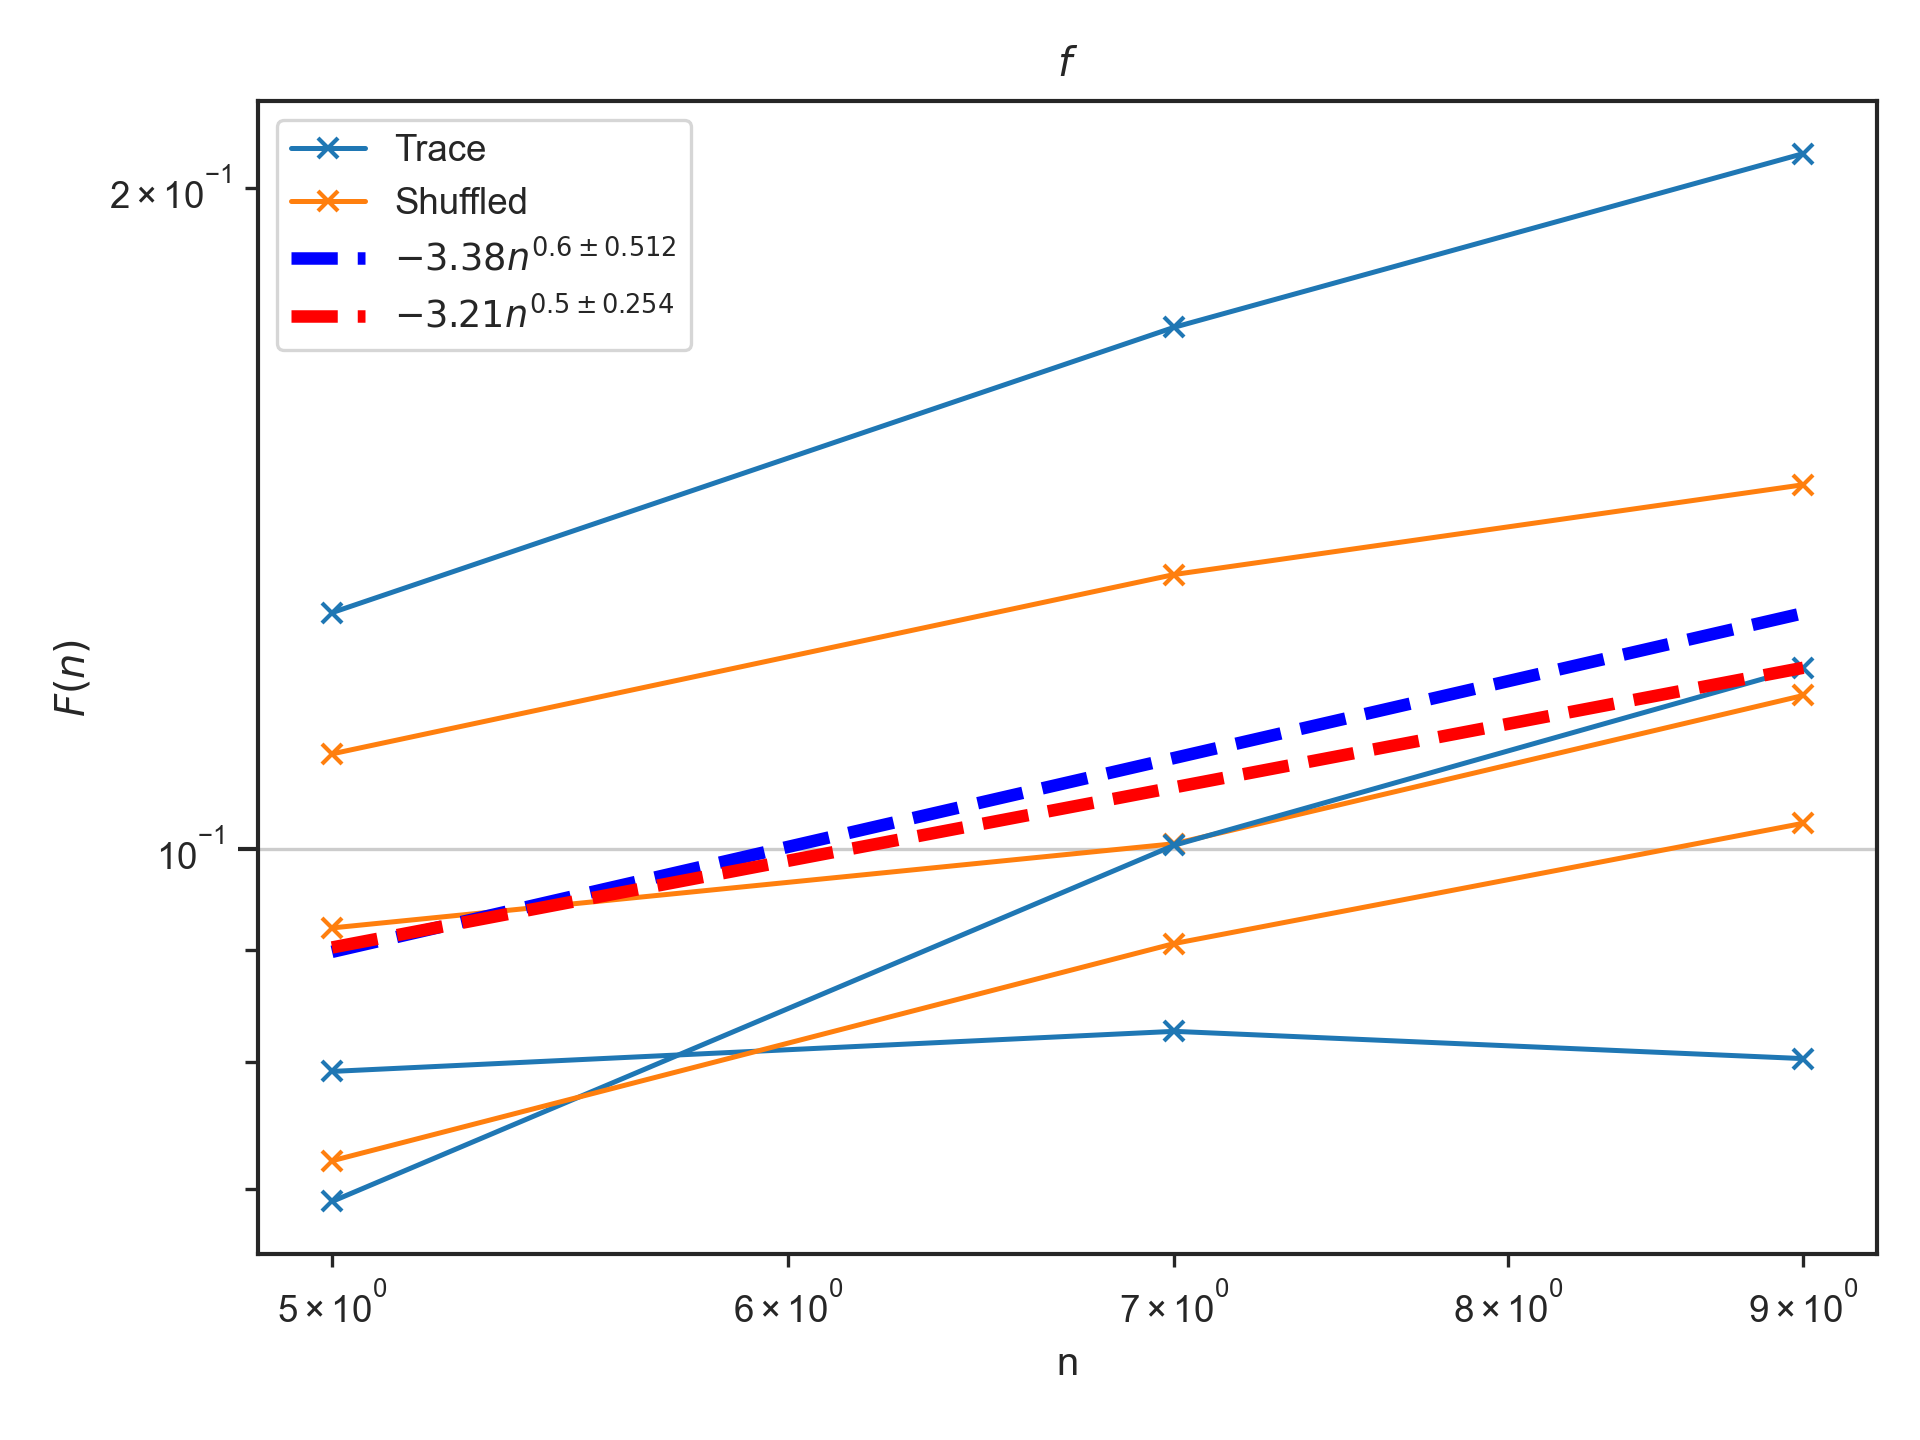 f
Trace
Shuffled
−3.38n^{0.6±0.512}
−3.21n^{0.5±0.254}
2 × 10^{−1}
10^{−1}
F(n)
5 × 10^{0} 6 × 10^{0} 7 × 10^{0} 8 × 10^{0} 9 × 10^{0}
n